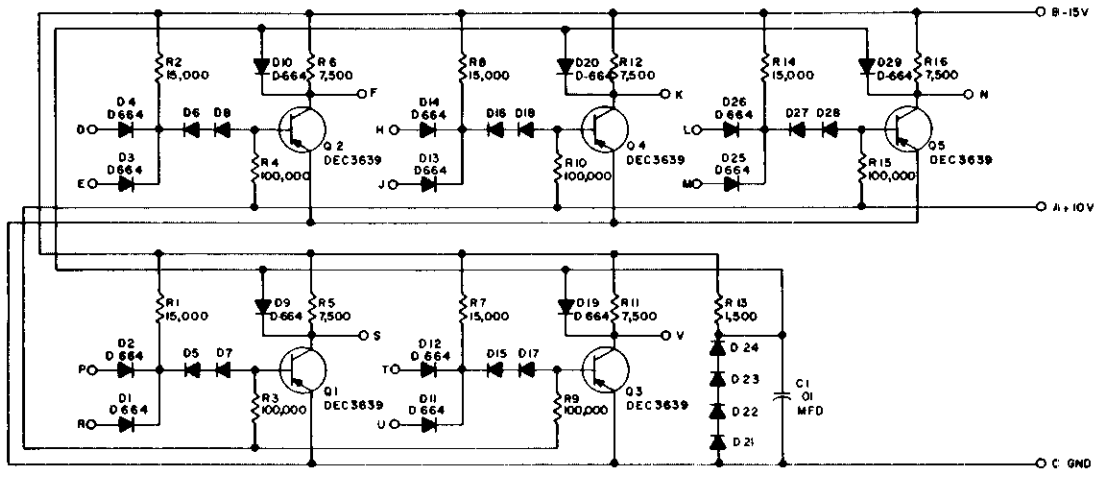 B-15V
R2
15,000
D10
D-664
R6
7,500
F
R8
15,000
D20
D-664
R12
7,500
K
R14
15,000
D29
D-664
R16
7,500
N
D4
D664
D
D6
D8
D3
D664
E
Q2
DEC3639
R4
100,000
D14
D664
H
D16
D18
D13
D664
J
Q4
DEC3639
R10
100,000
D26
D664
L
D27
D28
D25
D664
M
Q5
DEC3639
R15
100,000
A+10V
R1
15,000
D9
D-664
R5
7,500
S
R7
15,000
D19
D664
R11
7,500
V
R13
1,500
D2
D664
P
D5
D7
D1
D664
R
Q1
DEC3639
R3
100,000
D12
D664
T
D15
D17
D11
D664
U
Q3
DEC3639
R9
100,000
D24
D23
D22
D21
C1
.01
MFD
C GND